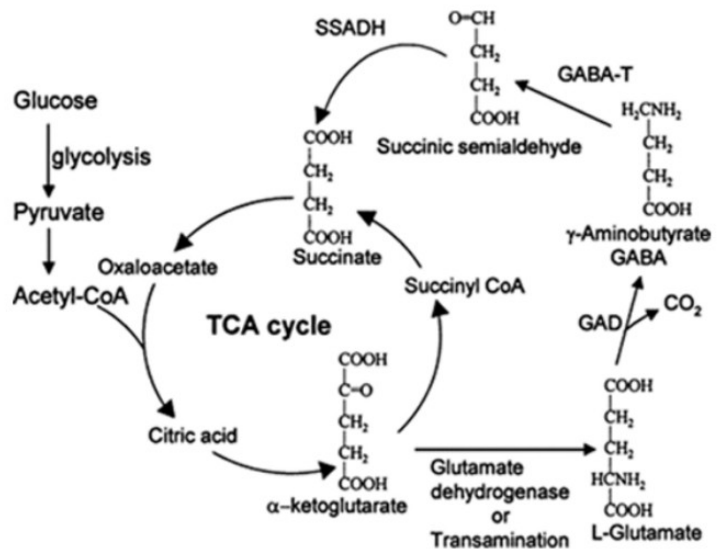 SSADH
O=CH
CH2
CH2
COOH
Succinic semialdehyde
GABA-T
H2CNH2
CH2
CH2
COOH
γ-Aminobutyrate
GABA
Glucose
glycolysis
Pyruvate
Acetyl-CoA
COOH
CH2
CH2
COOH
Succinate
Oxaloacetate
Succinyl CoA
TCA cycle
GAD
CO2
Citric acid
COOH
C=O
CH2
CH2
COOH
α-ketoglutarate
Glutamate
dehydrogenase
or
Transamination
COOH
CH2
CH2
HCNH2
COOH
L-Glutamate